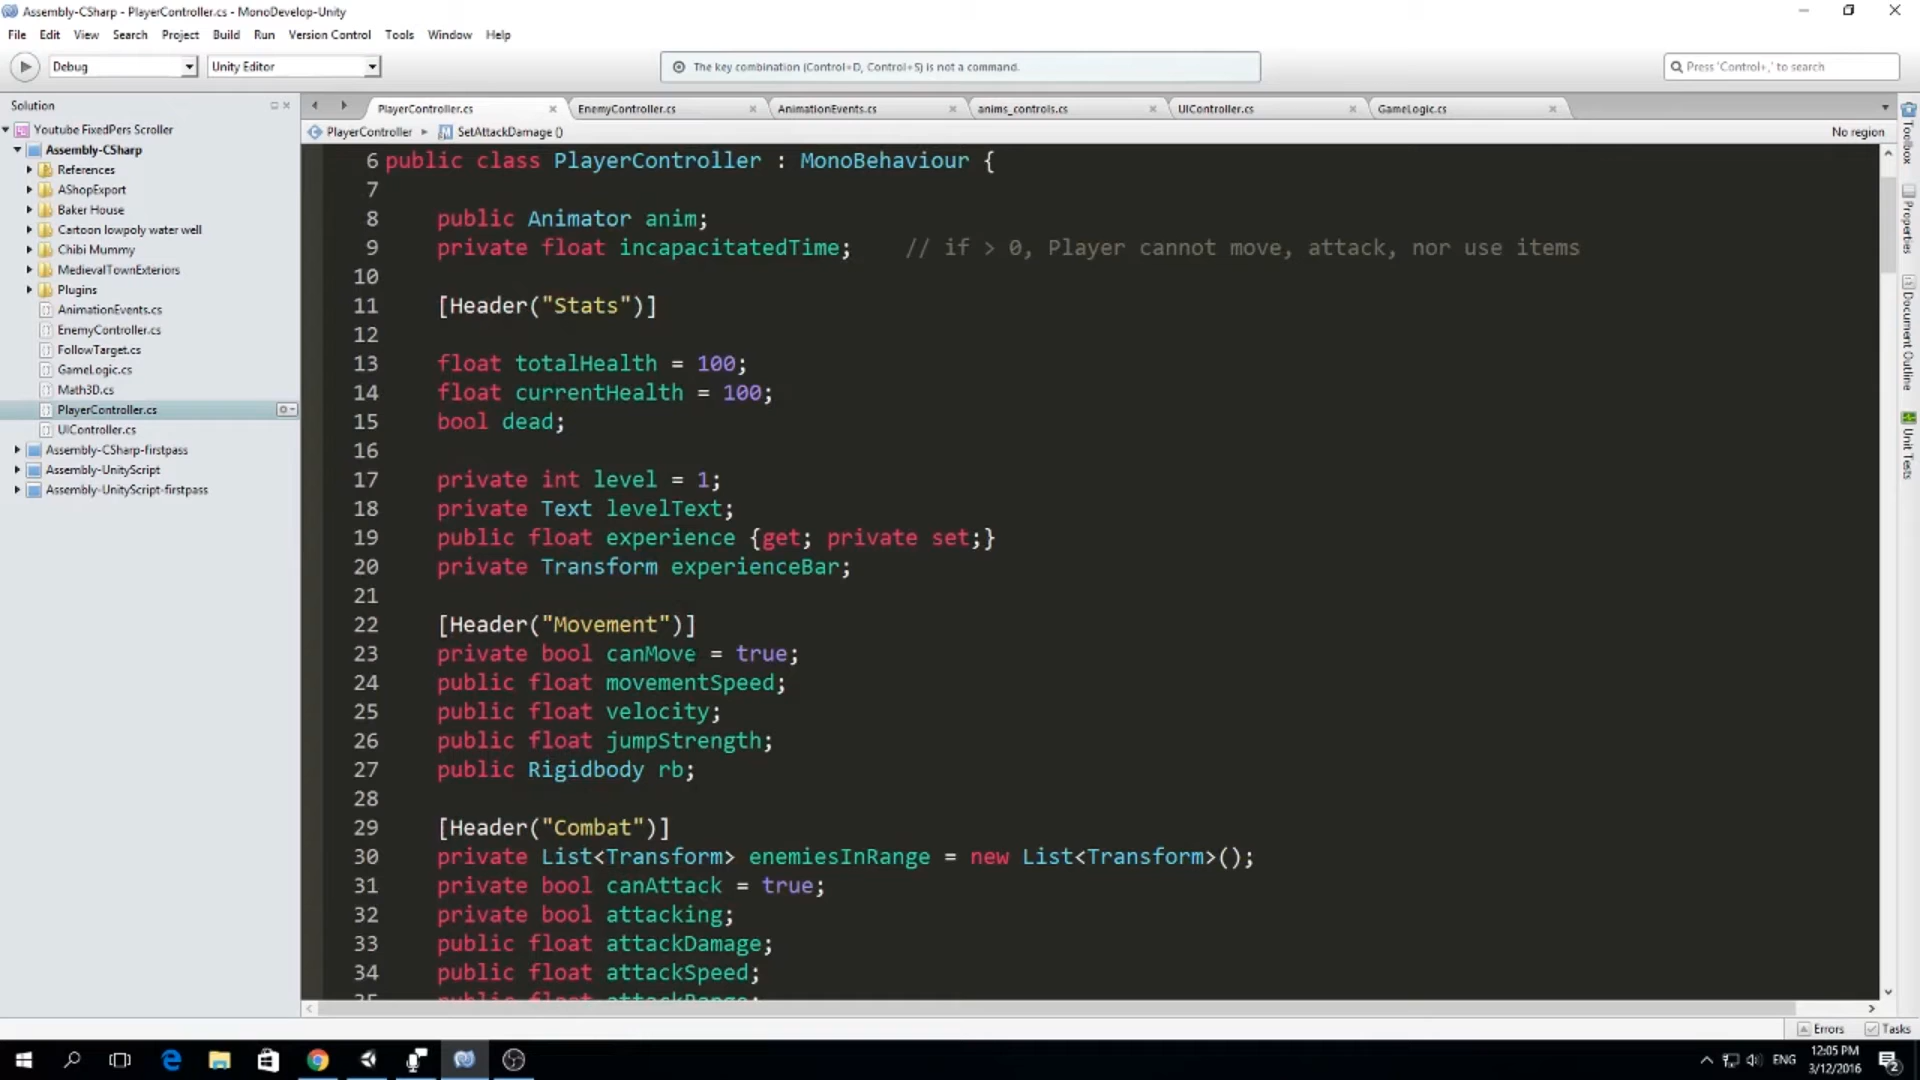 Assembly-CSharp - PlayerController.cs - MonoDevelop-Unity
File Edit View Search Project Build Run Version Control Tools Window Help
Debug Unity Editor
The key combination (Control+D, Control+S) is not a command.
Press 'Control+,' to search
Solution
Youtube FixedPers Scroller
Assembly-CSharp
References
AShopExport
Baker House
Cartoon lowpoly water well
Chibi Mummy
MedievalTownExteriors
Plugins
AnimationEvents.cs
EnemyController.cs
FollowTarget.cs
GameLogic.cs
Math3D.cs
PlayerController.cs
UIController.cs
Assembly-CSharp-firstpass
Assembly-UnityScript
Assembly-UnityScript-firstpass
PlayerController.cs EnemyController.cs AnimationEvents.cs anims_controls.cs UIController.cs GameLogic.cs
PlayerController SetAttackDamage ()
No region
6 public class PlayerController : MonoBehaviour {
7
8 public Animator anim;
9 private float incapacitatedTime; // if > 0, Player cannot move, attack, nor use items
10
11 [Header("Stats")]
12
13 float totalHealth = 100;
14 float currentHealth = 100;
15 bool dead;
16
17 private int level = 1;
18 private Text levelText;
19 public float experience {get; private set;}
20 private Transform experienceBar;
21
22 [Header("Movement")]
23 private bool canMove = true;
24 public float movementSpeed;
25 public float velocity;
26 public float jumpStrength;
27 public Rigidbody rb;
28
29 [Header("Combat")]
30 private List<Transform> enemiesInRange = new List<Transform>();
31 private bool canAttack = true;
32 private bool attacking;
33 public float attackDamage;
34 public float attackSpeed;
35 public float attackRange;
Toolbox
Properties
Document Outline
Unit Tests
Errors Tasks
ENG
12:05 PM
3/12/2016
2